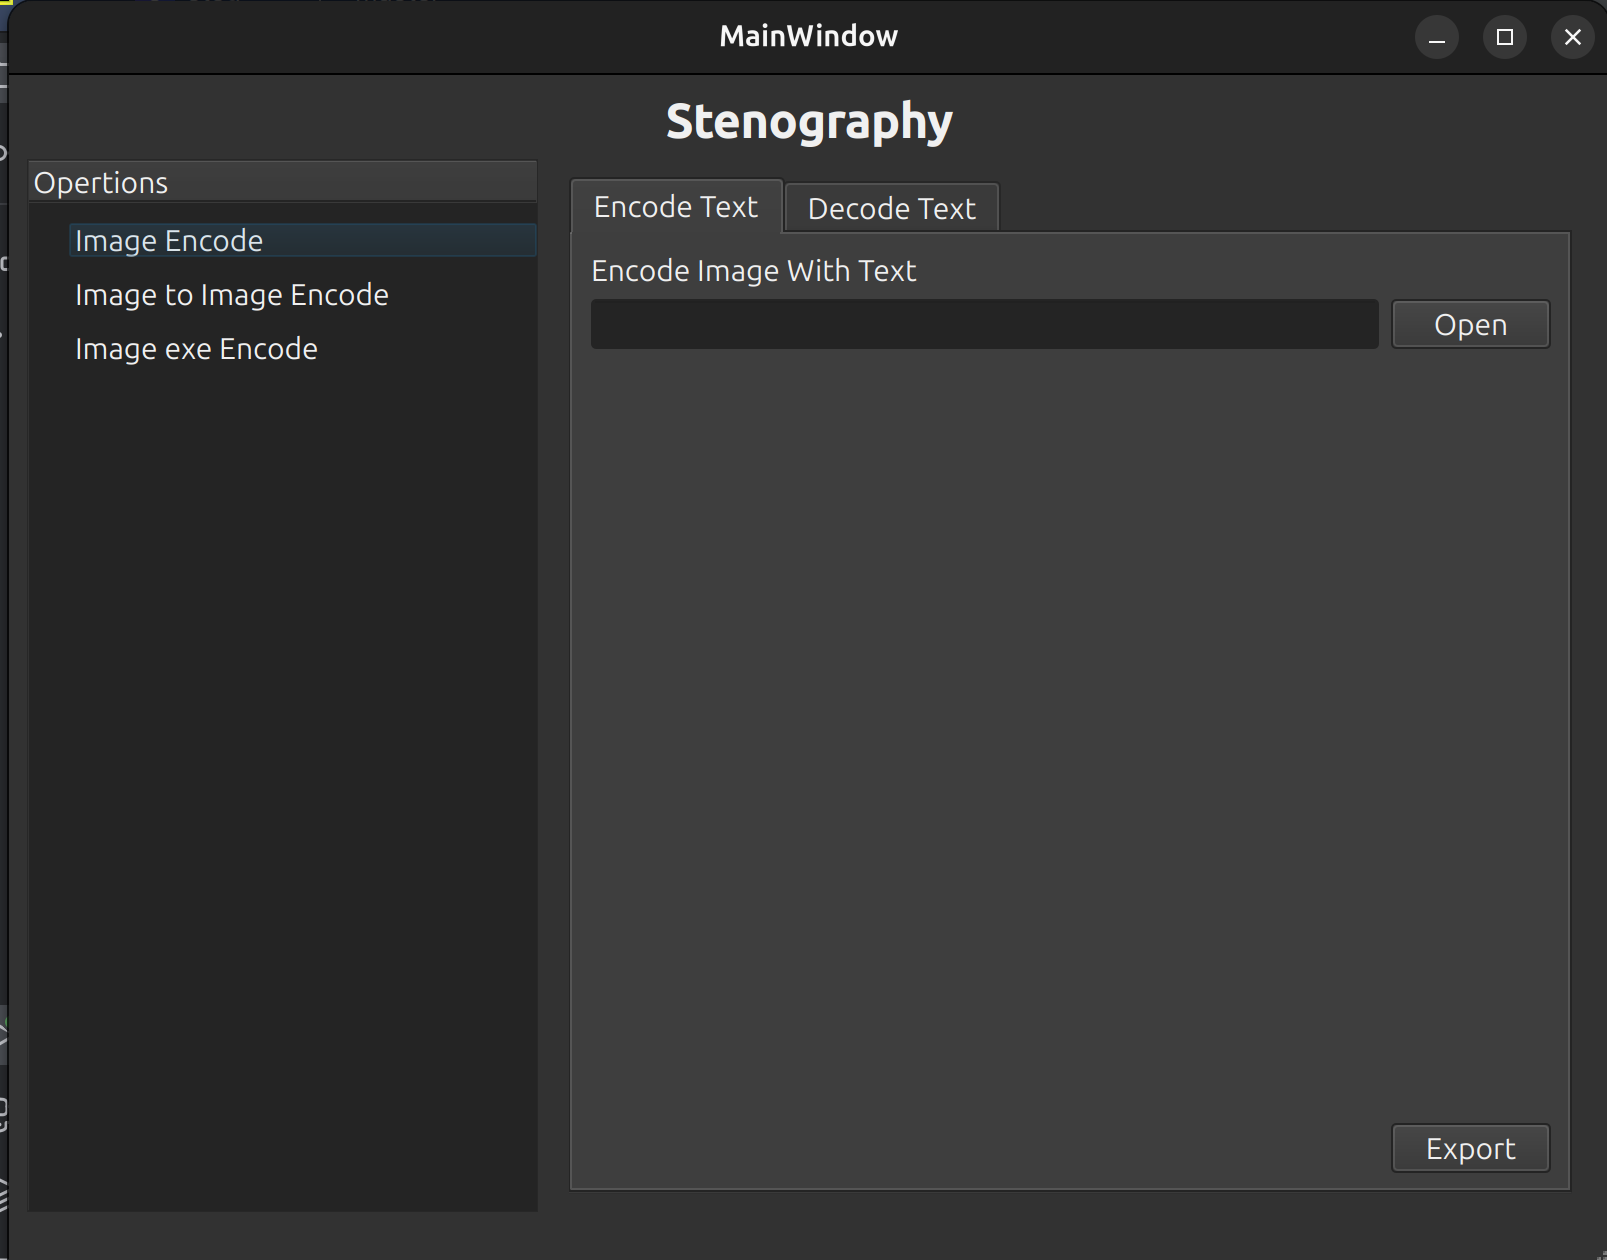 MainWindow
Stenography
Opertions
Image Encode
Image to Image Encode
Image exe Encode
Encode Text
Decode Text
Encode Image With Text
Open
Export